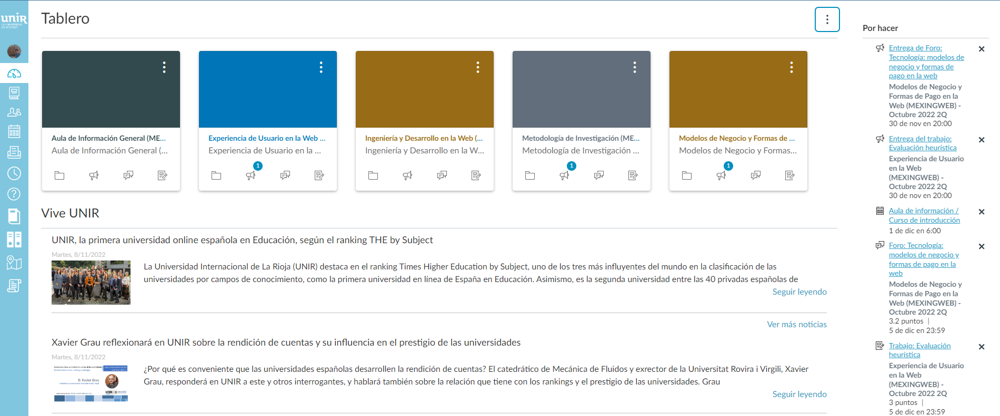 uniR
LA UNIVERSIDAD
EN INTERNET
Tablero
Aula de Información General (ME...
Aula de Información General (...
Experiencia de Usuario en la Web ...
Experiencia de Usuario en la ...
1
Ingeniería y Desarrollo en la Web (...
Ingeniería y Desarrollo en la W...
Metodología de Investigación (ME...
Metodología de Investigación ...
1
Modelos de Negocio y Formas de ...
Modelos de Negocio y Formas...
1
Vive UNIR
UNIR, la primera universidad online española en Educación, según el ranking THE by Subject
Martes, 8/11/2022
La Universidad Internacional de La Rioja (UNIR) destaca en el ranking Times Higher Education by Subject, uno de los tres más influyentes del mundo en la clasificación de las
universidades por campos de conocimiento, como la primera universidad en línea de España en Educación. Asimismo, es la segunda universidad entre las 40 privadas españolas de
Seguir leyendo
Ver más noticias
Xavier Grau reflexionará en UNIR sobre la rendición de cuentas y su influencia en el prestigio de las universidades
Martes, 8/11/2022
D. Xavier Grau
UNIR
¿Por qué es conveniente que las universidades españolas desarrollen la rendición de cuentas? El catedrático de Mecánica de Fluidos y exrector de la Universitat Rovira i Virgili, Xavier
Grau, responderá en UNIR a este y otros interrogantes, y hablará también sobre la relación que tiene con los rankings y el prestigio de las universidades. Grau
Seguir leyendo
Por hacer
Entrega de Foro:
Tecnología: modelos de
negocio y formas de
pago en la web
Modelos de Negocio y
Formas de Pago en la
Web (MEXINGWEB) -
Octubre 2022 2Q
30 de nov en 20:00
Entrega del trabajo:
Evaluación heurística
Experiencia de Usuario
en la Web
(MEXINGWEB) -
Octubre 2022 2Q
30 de nov en 20:00
Aula de información /
Curso de introducción
1 de dic en 6:00
Foro: Tecnología:
modelos de negocio y
formas de pago en la
web
Modelos de Negocio y
Formas de Pago en la
Web (MEXINGWEB) -
Octubre 2022 2Q
3.2 puntos |
5 de dic en 23:59
Trabajo: Evaluación
heurística
Experiencia de Usuario
en la Web
(MEXINGWEB) -
Octubre 2022 2Q
3 puntos |
5 de dic en 23:59